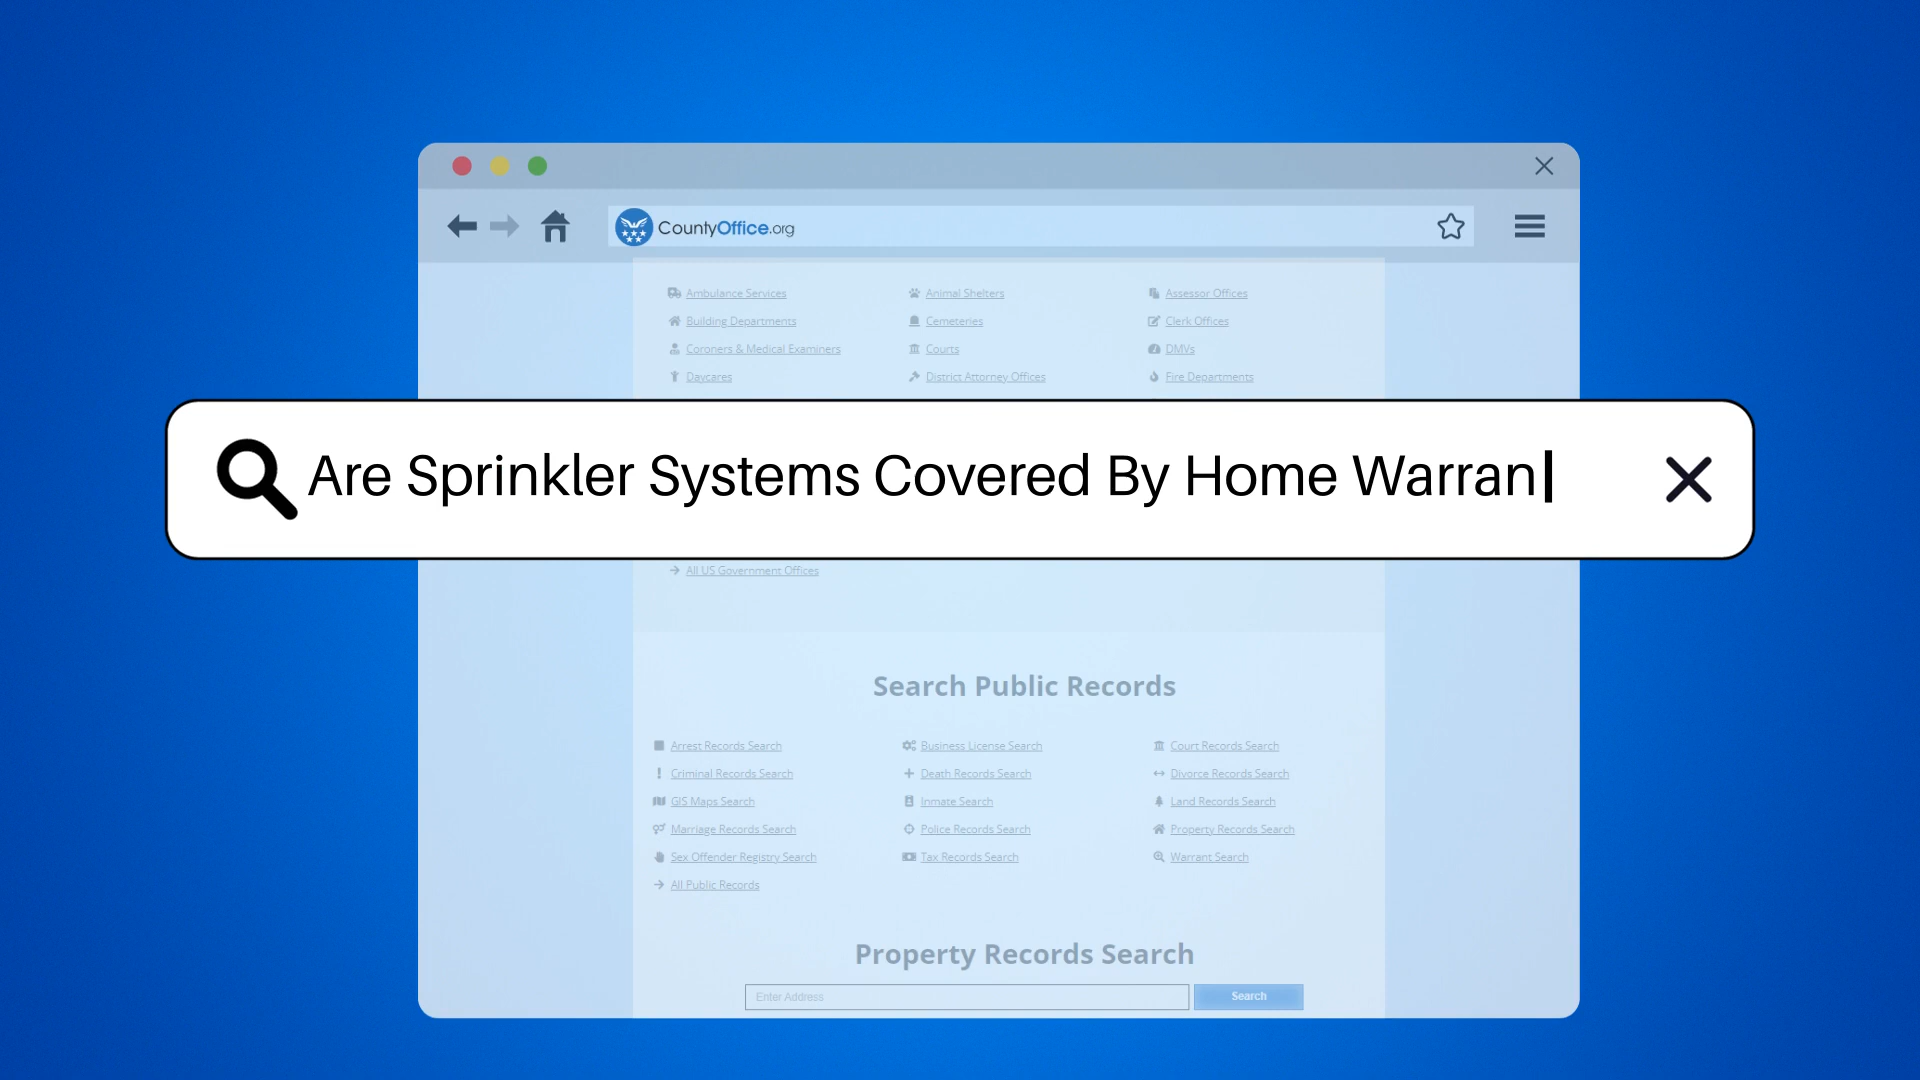 CountyOffice.org
Ambulance Services Animal Shelters Assessor Offices
Building Departments Cemeteries Clerk Offices
Coroners & Medical Examiners Courts DMVs
Daycares District Attorney Offices Fire Departments
Are Sprinkler Systems Covered By Home Warran
All US Government Offices
Search Public Records
Arrest Records Search Business License Search Court Records Search
Criminal Records Search Death Records Search Divorce Records Search
GIS Maps Search Inmate Search Land Records Search
Marriage Records Search Police Records Search Property Records Search
Sex Offender Registry Search Tax Records Search Warrant Search
All Public Records
Property Records Search
Enter Address Search